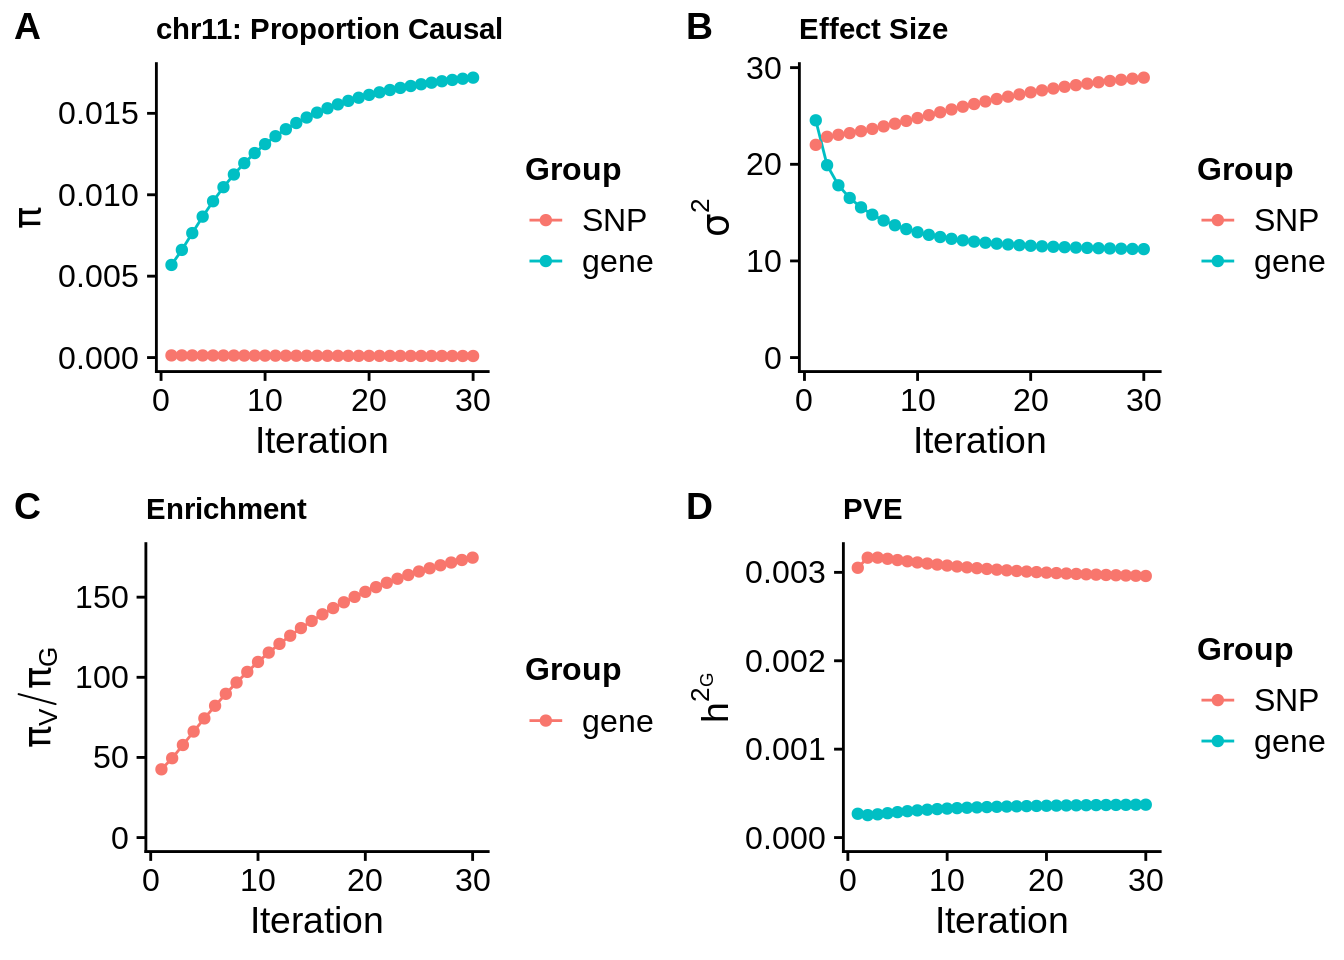 A chr11: Proportion Causal
0.015
0.010
0.005
0.000
π
0 10 20 30
Iteration
Group
SNP
gene
B Effect Size
30
20
10
0
σ2
0 10 20 30
Iteration
Group
SNP
gene
C Enrichment
150
100
50
0
πV/πG
0 10 20 30
Iteration
Group
gene
D PVE
0.003
0.002
0.001
0.000
h2G
0 10 20 30
Iteration
Group
SNP
gene